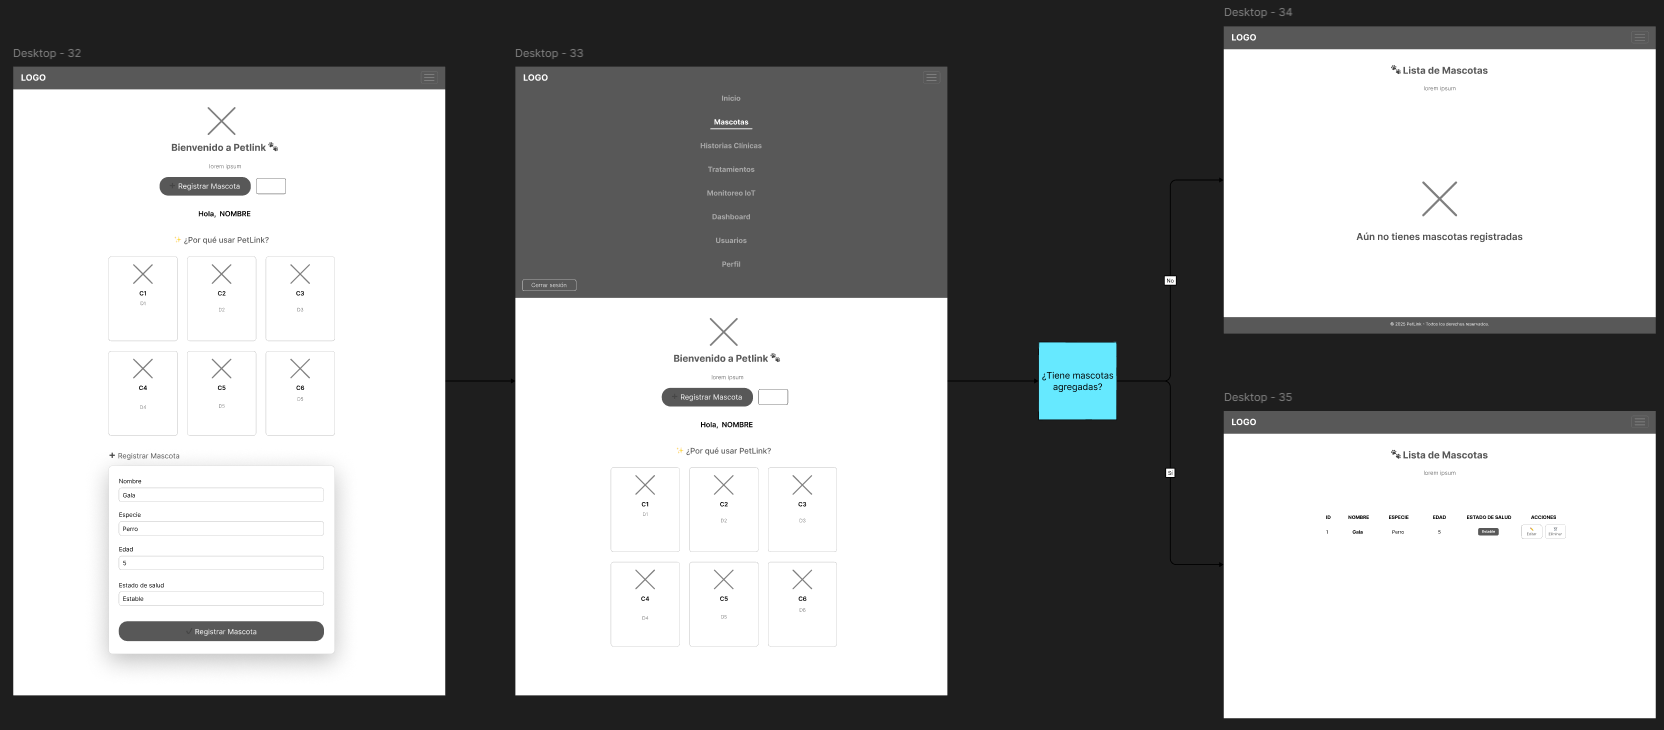 Desktop - 32
LOGO
Bienvenido a Petlink
lorem ipsum
Registrar Mascota
Hola, NOMBRE
¿Por qué usar PetLink?
C1
D1
C2
D2
C3
D3
C4
D4
C5
D5
C6
D6
+ Registrar Mascota
Nombre
Gala
Especie
Perro
Edad
5
Estado de salud
Estable
Registrar Mascota
Desktop - 33
LOGO
Inicio
Mascotas
Historias Clínicas
Tratamientos
Monitoreo IoT
Dashboard
Usuarios
Perfil
Cerrar sesión
Bienvenido a Petlink
lorem ipsum
Registrar Mascota
Hola, NOMBRE
¿Por qué usar PetLink?
C1
D1
C2
D2
C3
D3
C4
D4
C5
D5
C6
D6
¿Tiene mascotas
agregadas?
No
Si
Desktop - 34
LOGO
Lista de Mascotas
lorem ipsum
Aún no tienes mascotas registradas
© 2025 PetLink - Todos los derechos reservados.
Desktop - 35
LOGO
Lista de Mascotas
lorem ipsum
ID NOMBRE ESPECIE EDAD ESTADO DE SALUD ACCIONES
1 Gala Perro 5 Estable Editar Eliminar